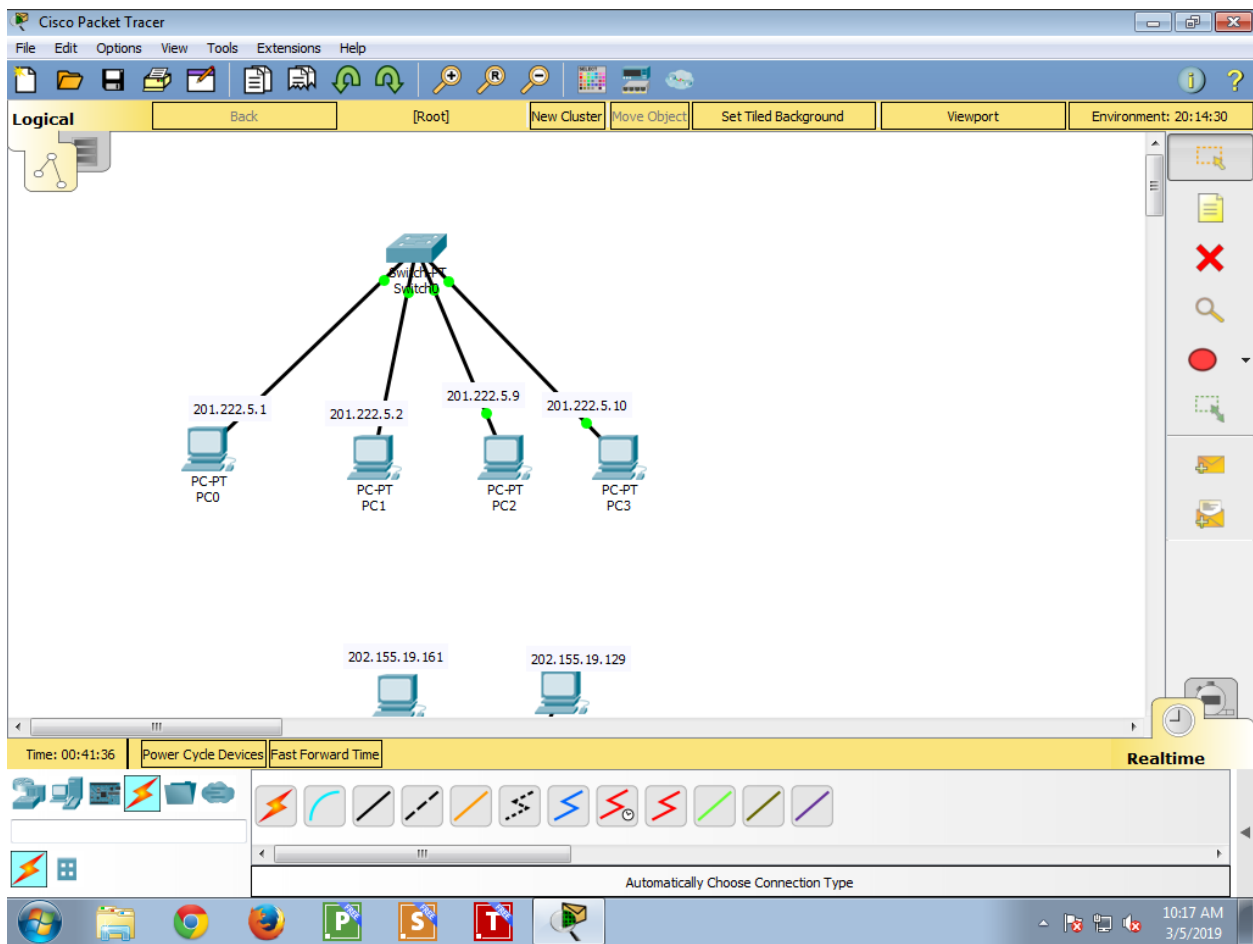 Cisco Packet Tracer
File Edit Options View Tools Extensions Help
Logical Back [Root] New Cluster Move Object Set Tiled Background Viewport Environment: 20:14:30
Switch-PT
Switch0
201.222.5.1 201.222.5.2 201.222.5.9 201.222.5.10
PC-PT PC-PT PC-PT PC-PT
PC0 PC1 PC2 PC3
202.155.19.161 202.155.19.129
Time: 00:41:36 Power Cycle Devices Fast Forward Time Realtime
Automatically Choose Connection Type
P FREE S FREE T FREE
10:17 AM
3/5/2019